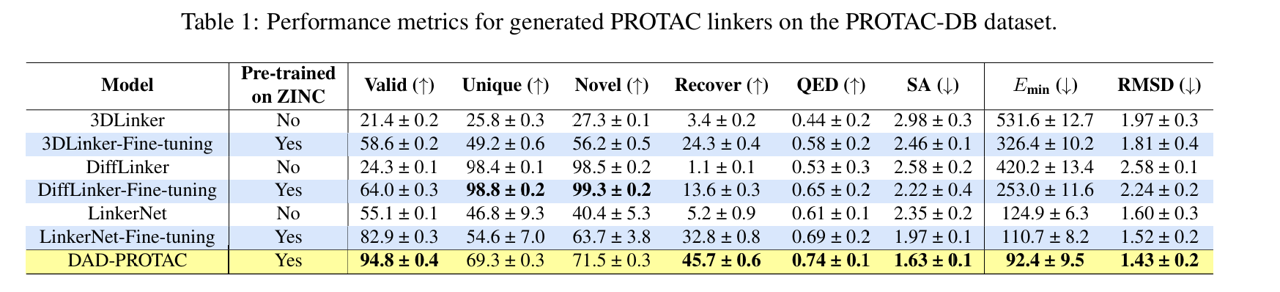 Table 1: Performance metrics for generated PROTAC linkers on the PROTAC-DB dataset.
Model Pre-trained on ZINC Valid (↑) Unique (↑) Novel (↑) Recover (↑) QED (↑) SA (↓) E_min (↓) RMSD (↓)
3DLinker No 21.4 ± 0.2 25.8 ± 0.3 27.3 ± 0.1 3.4 ± 0.2 0.44 ± 0.2 2.98 ± 0.3 531.6 ± 12.7 1.97 ± 0.3
3DLinker-Fine-tuning Yes 58.6 ± 0.2 49.2 ± 0.6 56.2 ± 0.5 24.3 ± 0.4 0.58 ± 0.2 2.46 ± 0.1 326.4 ± 10.2 1.81 ± 0.4
DiffLinker No 24.3 ± 0.1 98.4 ± 0.1 98.5 ± 0.2 1.1 ± 0.1 0.53 ± 0.3 2.58 ± 0.2 420.2 ± 13.4 2.58 ± 0.1
DiffLinker-Fine-tuning Yes 64.0 ± 0.3 98.8 ± 0.2 99.3 ± 0.2 13.6 ± 0.3 0.65 ± 0.2 2.22 ± 0.4 253.0 ± 11.6 2.24 ± 0.2
LinkerNet No 55.1 ± 0.1 46.8 ± 9.3 40.4 ± 5.3 5.2 ± 0.9 0.61 ± 0.1 2.35 ± 0.2 124.9 ± 6.3 1.60 ± 0.3
LinkerNet-Fine-tuning Yes 82.9 ± 0.3 54.6 ± 7.0 63.7 ± 3.8 32.8 ± 0.8 0.69 ± 0.2 1.97 ± 0.1 110.7 ± 8.2 1.52 ± 0.2
DAD-PROTAC Yes 94.8 ± 0.4 69.3 ± 0.3 71.5 ± 0.3 45.7 ± 0.6 0.74 ± 0.1 1.63 ± 0.1 92.4 ± 9.5 1.43 ± 0.2